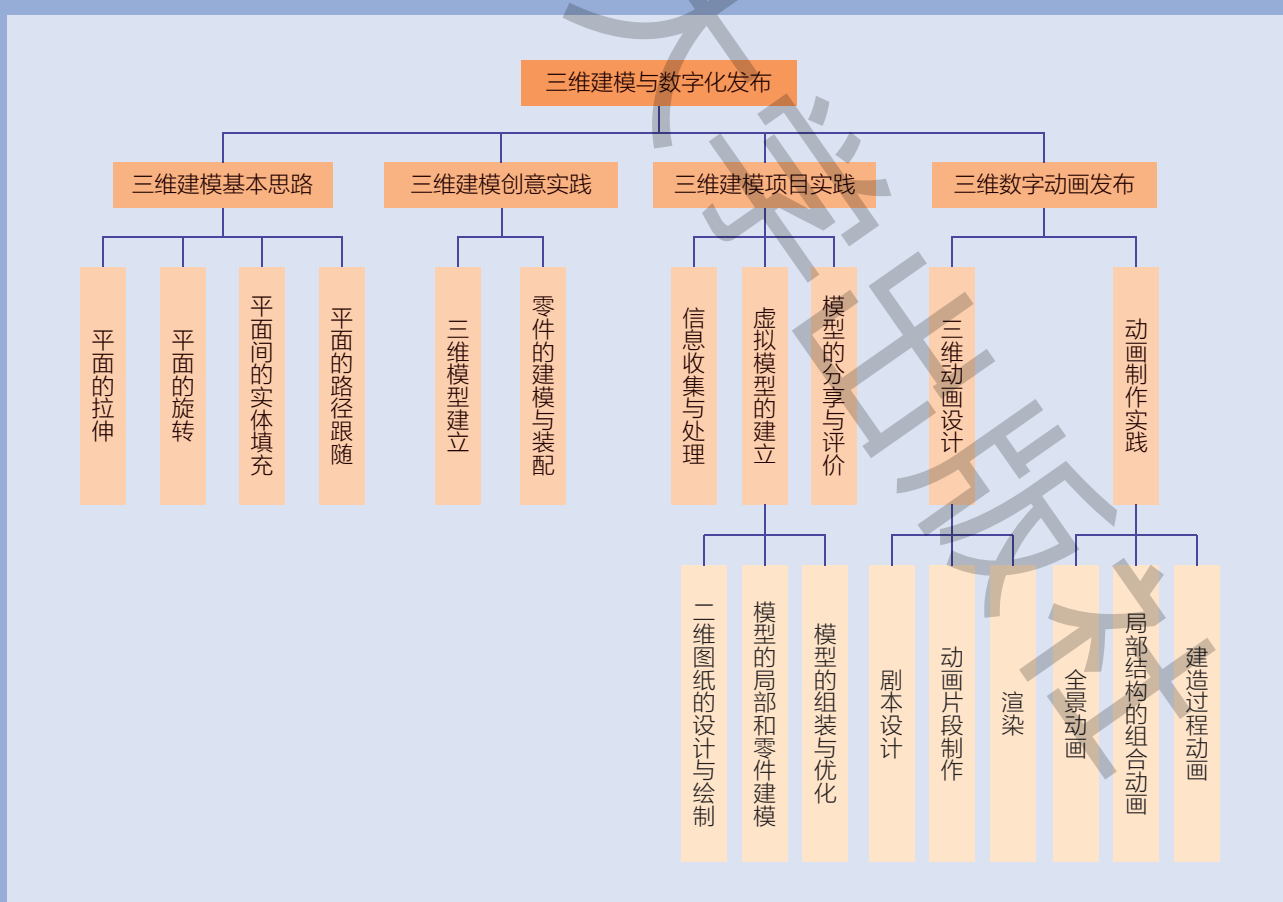 三维建模与数字化发布
三维建模基本思路
三维建模创意实践
三维建模项目实践
三维数字动画发布
平面的拉伸
平面的旋转
平面间的实体填充
平面的路径跟随
三维模型建立
零件的建模与装配
信息收集与处理
虚拟模型的建立
模型的分享与评价
三维动画设计
动画制作实践
二维图纸的设计与绘制
模型的局部和零件建模
模型的组装与优化
剧本设计
动画片段制作
渲染
全景动画
局部结构的组合动画
建造过程动画
大学出版社